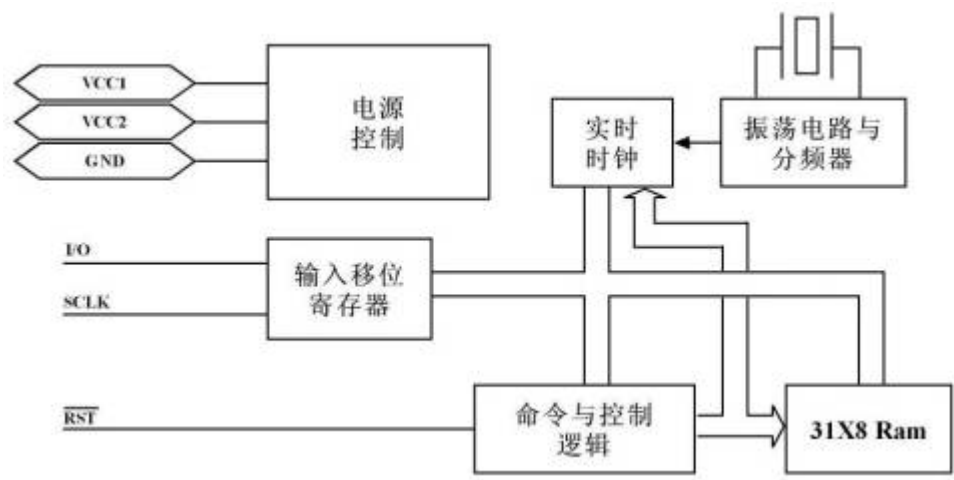 VCC1
VCC2
GND
电源
控制
实时
时钟
振荡电路与
分频器
I/O
SCLK
输入移位
寄存器
RST
命令与控制
逻辑
31X8 Ram